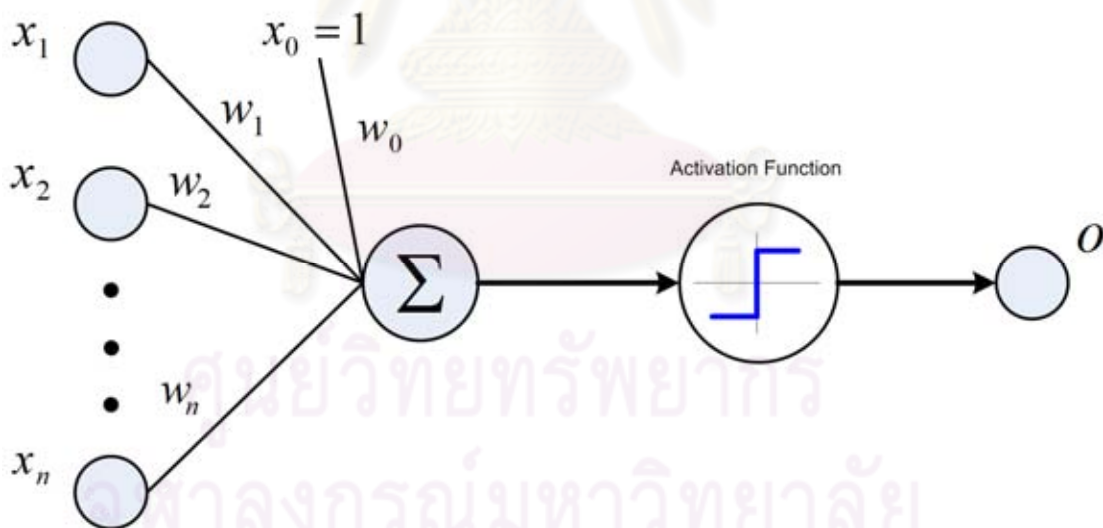 x₁
x₀ = 1
w₁
w₀
x₂
w₂
Activation Function
O
Σ
wₙ
xₙ
ศูนย์วิทยทรัพยากร
จุฬาลงกรณ์มหาวิทยาลัย